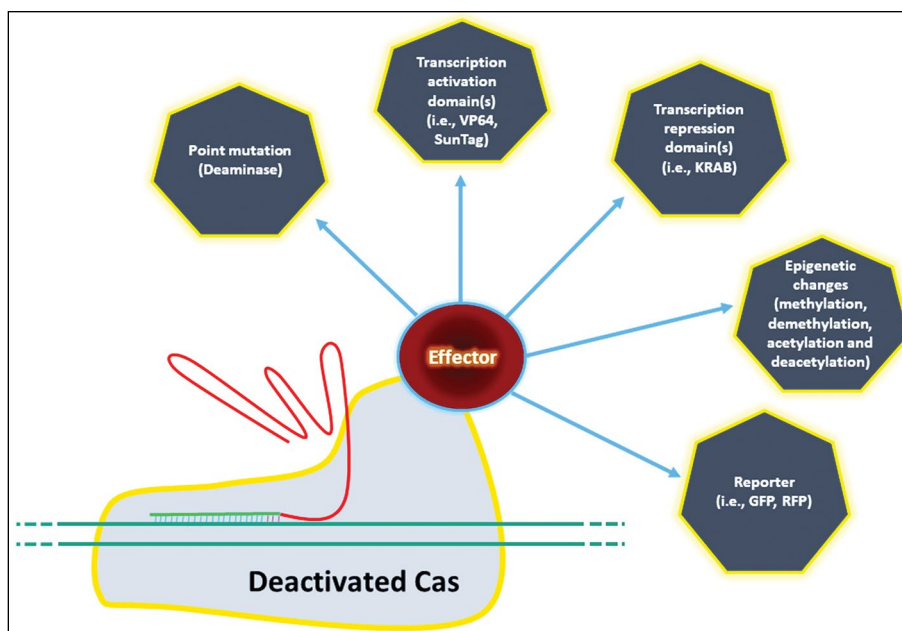 Transcription
activation
domain(s)
(i.e., VP64,
SunTag)
Point mutation
(Deaminase)
Transcription
repression
domain(s)
(i.e., KRAB)
Epigenetic
changes
(methylation,
demethylation,
acetylation and
deacetylation)
Effector
Reporter
(i.e., GFP, RFP)
Deactivated Cas